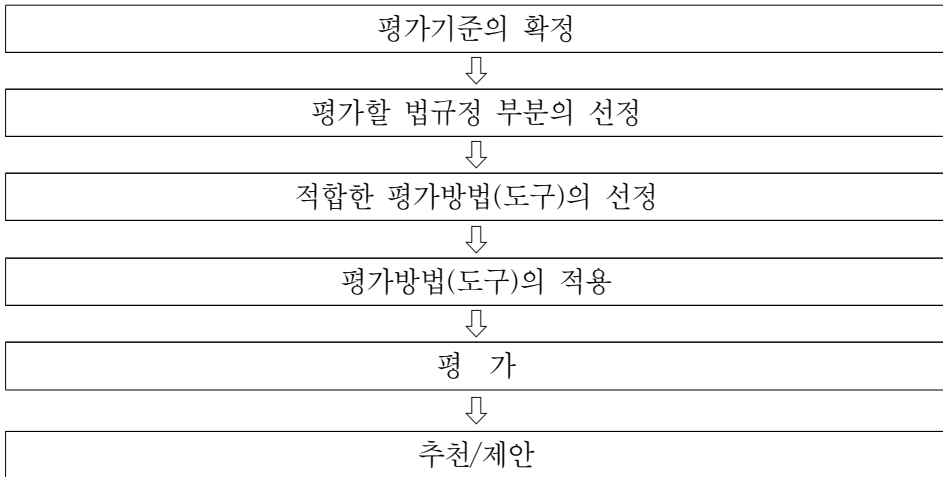 평가기준의 확정
⇩
평가할 법규정 부분의 선정
⇩
적합한 평가방법(도구)의 선정
⇩
평가방법(도구)의 적용
⇩
평 가
⇩
추천/제안